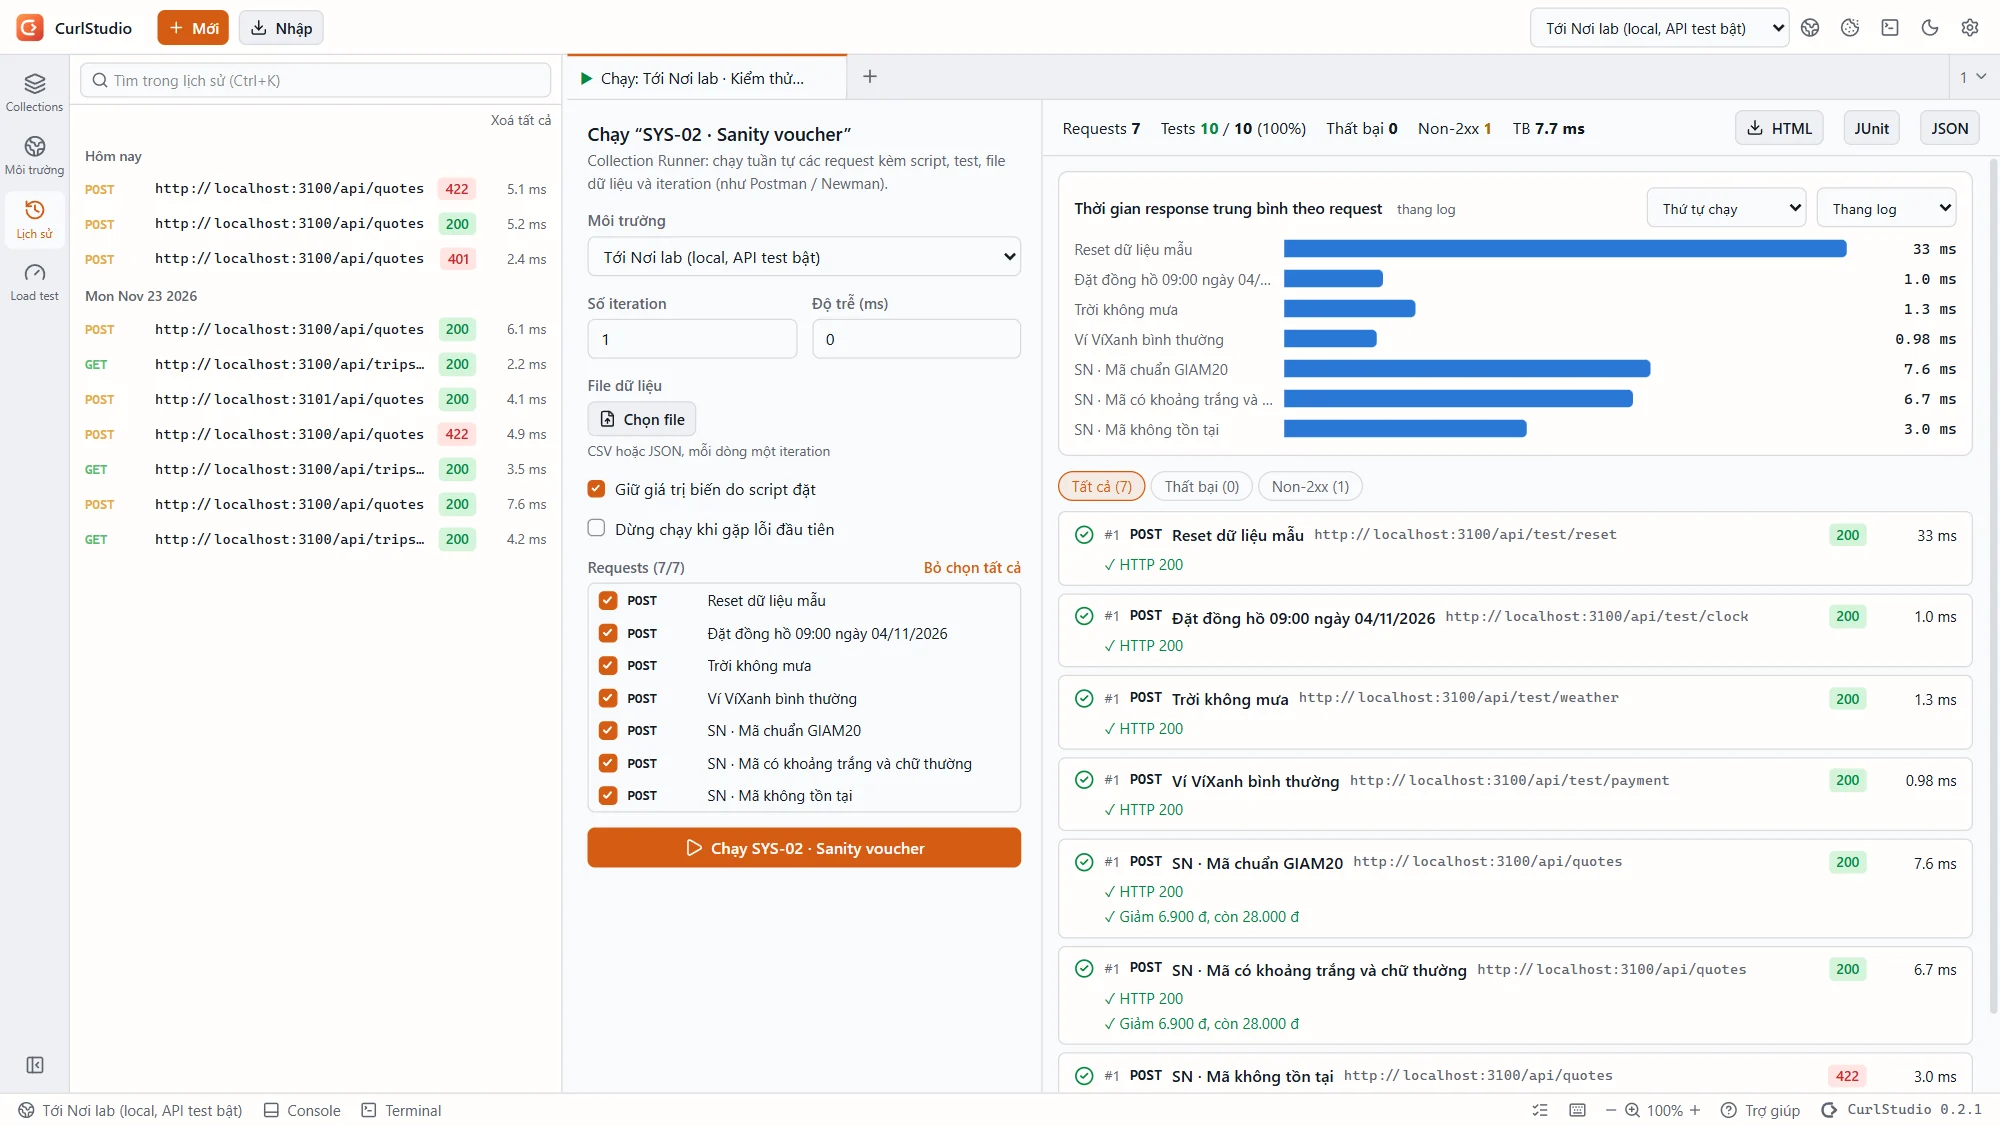 CurlStudio
Mới
Nhập
Tới Nơi lab (local, API test bật)
Collections
Môi trường
Lịch sử
Load test
Tìm trong lịch sử (Ctrl+K)
Xoá tất cả
Hôm nay
POST http://localhost:3100/api/quotes 422 5.1 ms
POST http://localhost:3100/api/quotes 200 5.2 ms
POST http://localhost:3100/api/quotes 401 2.4 ms
Mon Nov 23 2026
POST http://localhost:3100/api/quotes 200 6.1 ms
GET http://localhost:3100/api/trips… 200 2.2 ms
POST http://localhost:3101/api/quotes 200 4.1 ms
POST http://localhost:3100/api/quotes 422 4.9 ms
GET http://localhost:3100/api/trips… 200 3.5 ms
POST http://localhost:3100/api/quotes 200 7.6 ms
GET http://localhost:3100/api/trips… 200 4.2 ms
Chạy: Tới Nơi lab · Kiểm thử...
1
Chạy “SYS-02 · Sanity voucher”
Collection Runner: chạy tuần tự các request kèm script, test, file
dữ liệu và iteration (như Postman / Newman).
Môi trường
Tới Nơi lab (local, API test bật)
Số iteration
Độ trễ (ms)
1
0
File dữ liệu
Chọn file
CSV hoặc JSON, mỗi dòng một iteration
Giữ giá trị biến do script đặt
Dừng chạy khi gặp lỗi đầu tiên
Requests (7/7)
Bỏ chọn tất cả
POST Reset dữ liệu mẫu
POST Đặt đồng hồ 09:00 ngày 04/11/2026
POST Trời không mưa
POST Ví VíXanh bình thường
POST SN · Mã chuẩn GIAM20
POST SN · Mã có khoảng trắng và chữ thường
POST SN · Mã không tồn tại
Chạy SYS-02 · Sanity voucher
Requests 7 Tests 10 / 10 (100%) Thất bại 0 Non-2xx 1 TB 7.7 ms
HTML
JUnit
JSON
Thời gian response trung bình theo request thang log
Thứ tự chạy
Thang log
Reset dữ liệu mẫu 33 ms
Đặt đồng hồ 09:00 ngày 04/... 1.0 ms
Trời không mưa 1.3 ms
Ví VíXanh bình thường 0.98 ms
SN · Mã chuẩn GIAM20 7.6 ms
SN · Mã có khoảng trắng và ... 6.7 ms
SN · Mã không tồn tại 3.0 ms
Tất cả (7)
Thất bại (0)
Non-2xx (1)
#1 POST Reset dữ liệu mẫu http://localhost:3100/api/test/reset 200 33 ms
✓ HTTP 200
#1 POST Đặt đồng hồ 09:00 ngày 04/11/2026 http://localhost:3100/api/test/clock 200 1.0 ms
✓ HTTP 200
#1 POST Trời không mưa http://localhost:3100/api/test/weather 200 1.3 ms
✓ HTTP 200
#1 POST Ví VíXanh bình thường http://localhost:3100/api/test/payment 200 0.98 ms
✓ HTTP 200
#1 POST SN · Mã chuẩn GIAM20 http://localhost:3100/api/quotes 200 7.6 ms
✓ HTTP 200
✓ Giảm 6.900 đ, còn 28.000 đ
#1 POST SN · Mã có khoảng trắng và chữ thường http://localhost:3100/api/quotes 200 6.7 ms
✓ HTTP 200
✓ Giảm 6.900 đ, còn 28.000 đ
#1 POST SN · Mã không tồn tại http://localhost:3100/api/quotes 422 3.0 ms
Tới Nơi lab (local, API test bật)
Console
Terminal
100%
Trợ giúp
CurlStudio 0.2.1